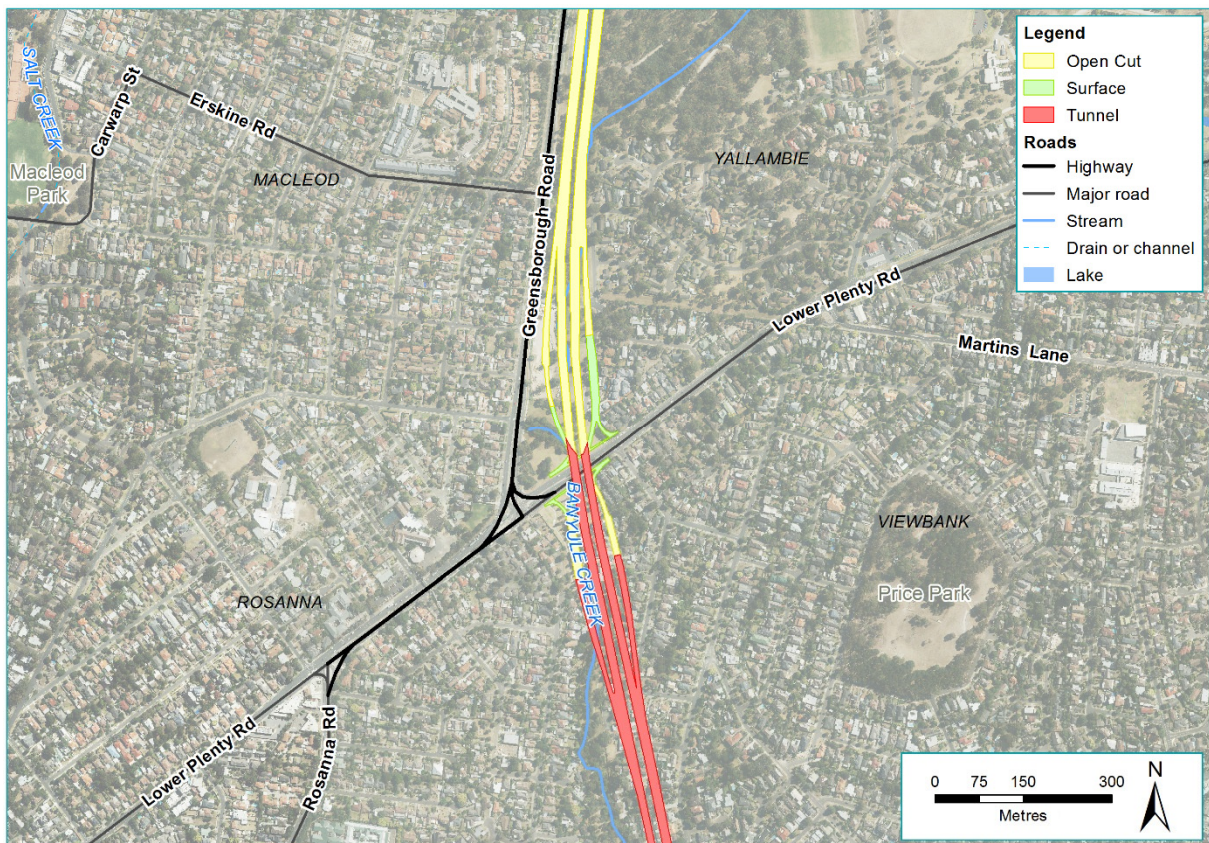 Legend
Open Cut
Surface
Tunnel
Roads
Highway
Major road
Stream
Drain or channel
Lake
SALT CREEK
Carwarp St
Erskine Rd
Macleod
Park
MACLEOD
Greensborough Road
YALLAMBIE
Lower Plenty Rd
Martins Lane
BANYULE CREEK
VIEWBANK
Price Park
ROSANNA
Lower Plenty Rd
Rosanna Rd
0 75 150 300
Metres
N